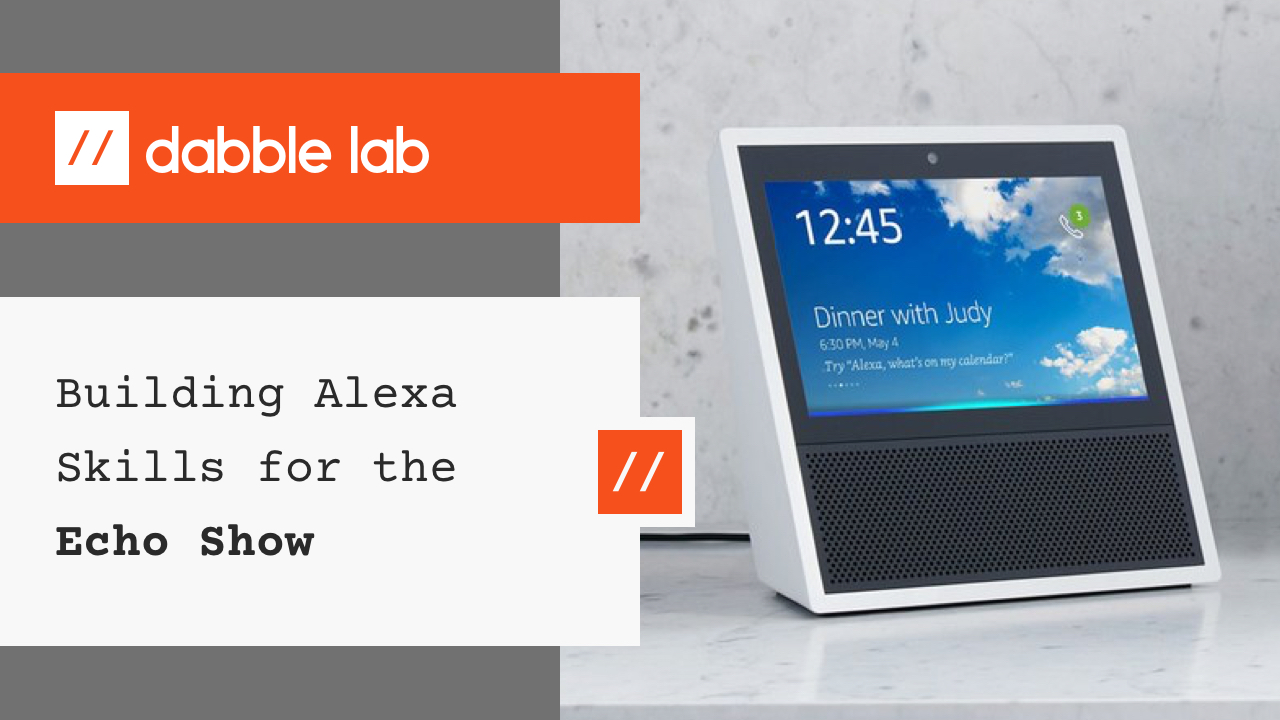 // dabble lab
Building Alexa
Skills for the
Echo Show
//
12:45
3
Dinner with Judy
6:30 PM, May 4
Try "Alexa, what's on my calendar?"